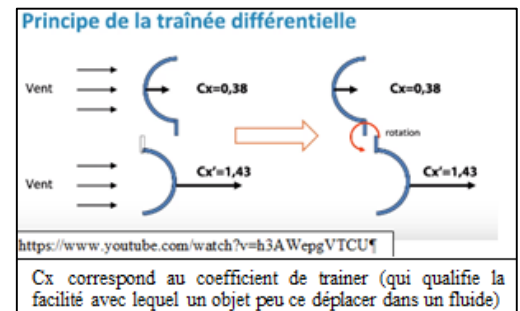 Principe de la traînée différentielle
Vent
Cx=0,38
Cx=0,38
rotation
Vent
Cx'=1,43
Cx'=1,43
https://www.youtube.com/watch?v=h3AWepgVTCU¶
Cx correspond au coefficient de trainer (qui qualifie la
facilité avec lequel un objet peu ce déplacer dans un fluide)